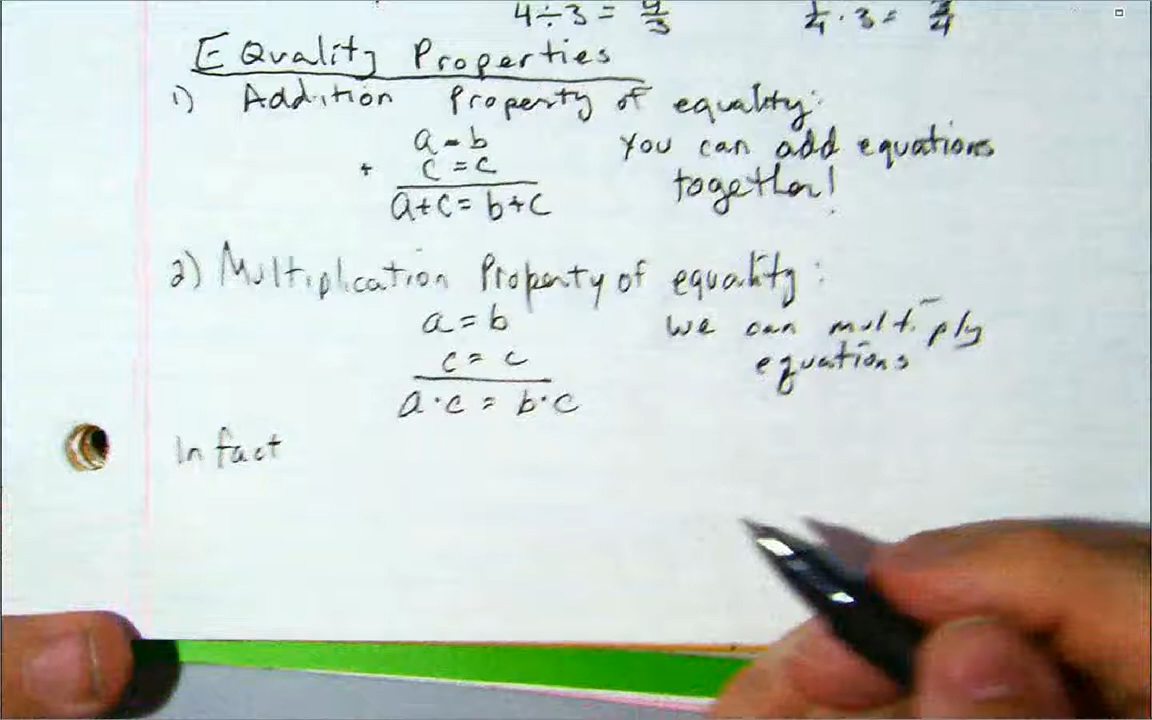 4÷3 = 4/3 1/4 · 3 = 3/4
EQuality Properties
1) Addition Property of equality:
a = b You can add equations
+ c = c together!
a+c = b+c
2) Multiplication Property of equality:
a = b we can multiply
c = c equations
a·c = b·c
In fact